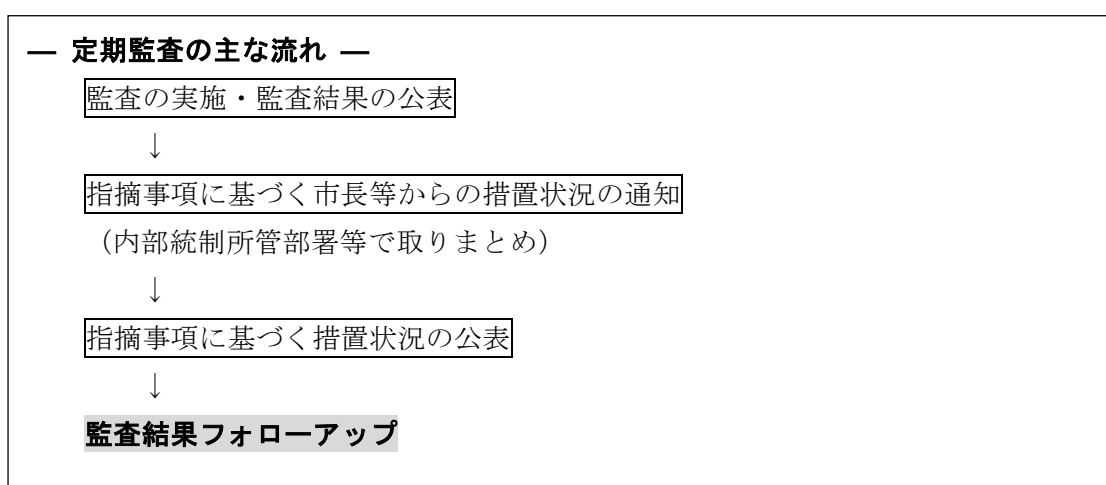 ― 定期監査の主な流れ ―
監査の実施・監査結果の公表
↓
指摘事項に基づく市長等からの措置状況の通知
（内部統制所管部署等で取りまとめ）
↓
指摘事項に基づく措置状況の公表
↓
監査結果フォローアップ